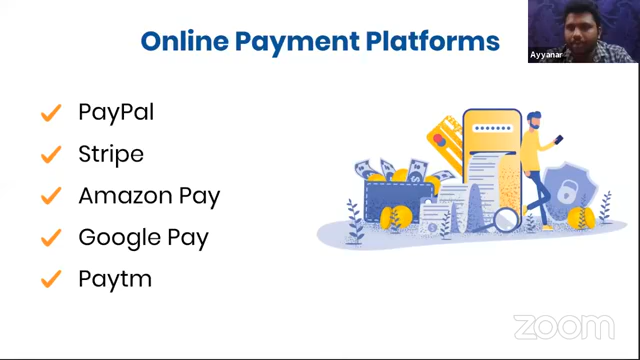 Online Payment Platforms
Ayyanar
PayPal
Stripe
Amazon Pay
Google Pay
Paytm
zoom